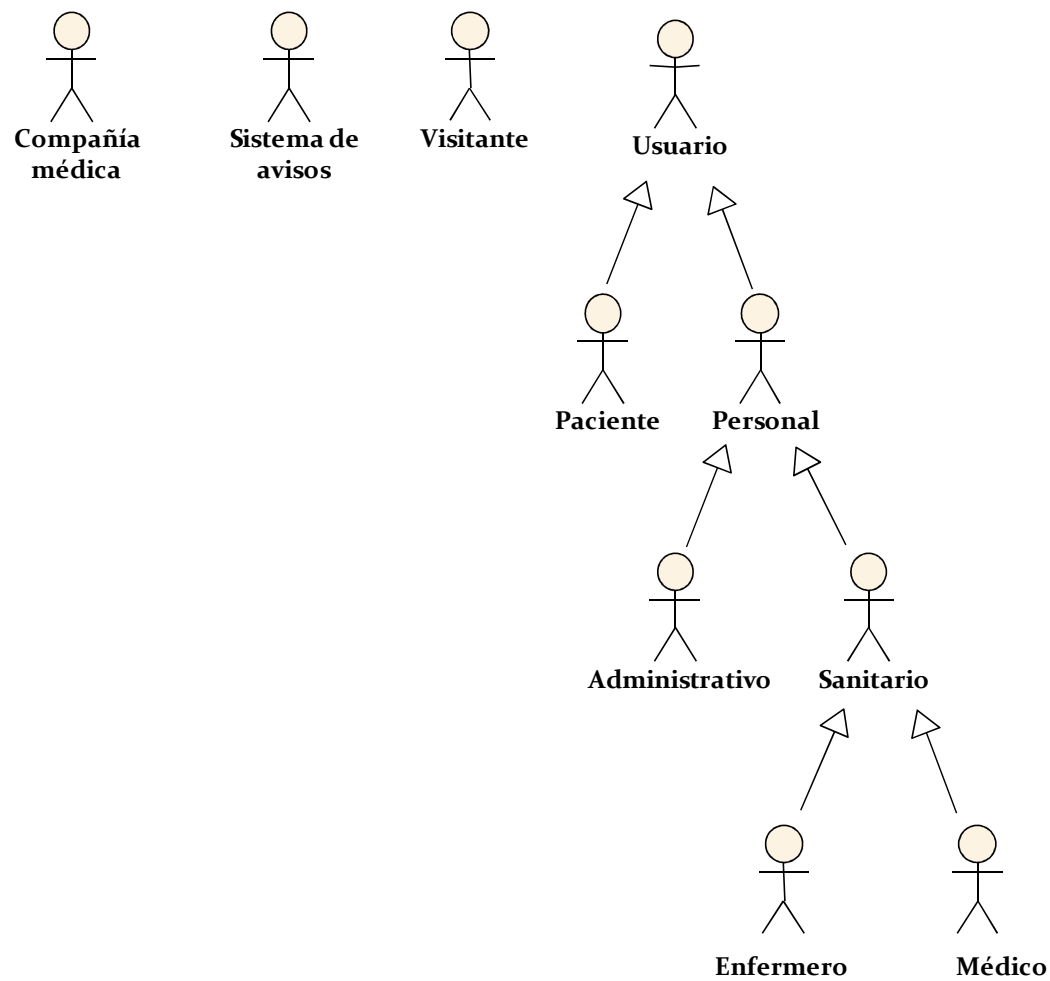 Compañía
médica
Sistema de
avisos
Visitante
Usuario
Paciente
Personal
Administrativo
Sanitario
Enfermero
Médico